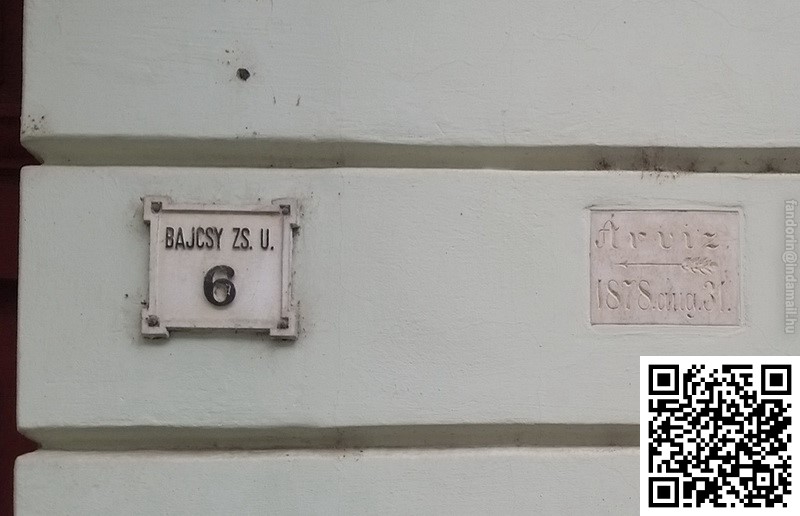 BAJCSY ZS. U.
6
Árvíz.
1878.aug.31.
fandorin@indamail.hu